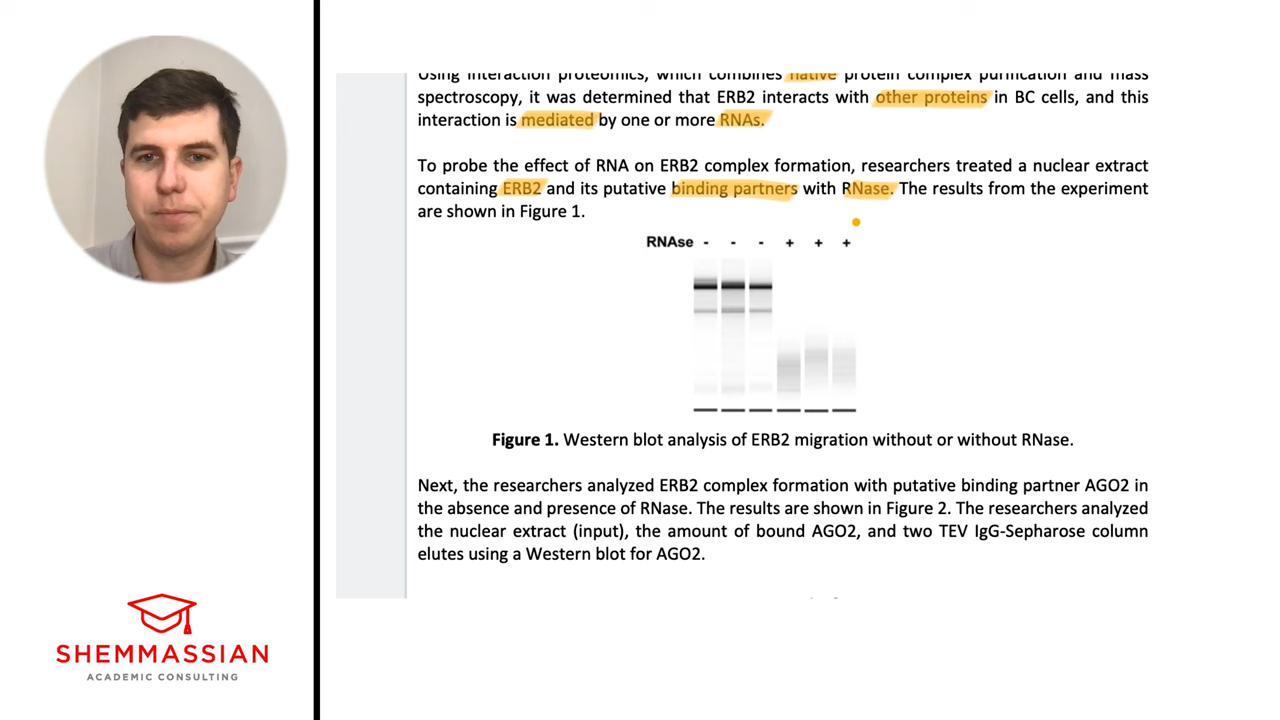 Using interaction proteomics, which combines native protein complex purification and mass
spectroscopy, it was determined that ERB2 interacts with other proteins in BC cells, and this
interaction is mediated by one or more RNAs.
To probe the effect of RNA on ERB2 complex formation, researchers treated a nuclear extract
containing ERB2 and its putative binding partners with RNase. The results from the experiment
are shown in Figure 1.
RNAse - - - + + +
Figure 1. Western blot analysis of ERB2 migration without or without RNase.
Next, the researchers analyzed ERB2 complex formation with putative binding partner AGO2 in
the absence and presence of RNase. The results are shown in Figure 2. The researchers analyzed
the nuclear extract (input), the amount of bound AGO2, and two TEV IgG-Sepharose column
elutes using a Western blot for AGO2.
SHEMMASSIAN
ACADEMIC CONSULTING